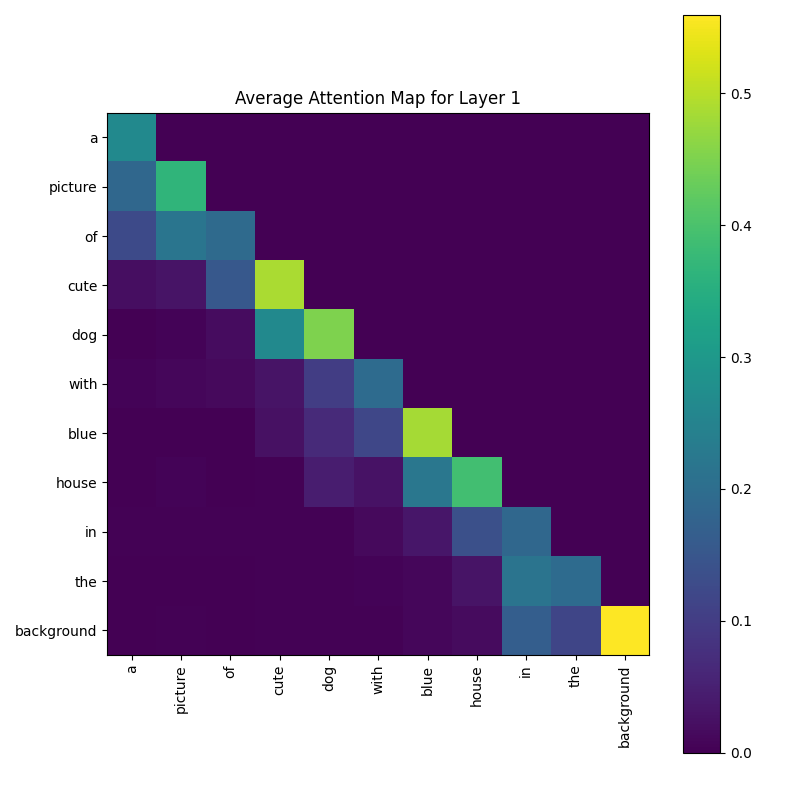 Average Attention Map for Layer 1
a
picture
of
cute
dog
with
blue
house
in
the
background
a
picture
of
cute
dog
with
blue
house
in
the
background
0.5
0.4
0.3
0.2
0.1
0.0